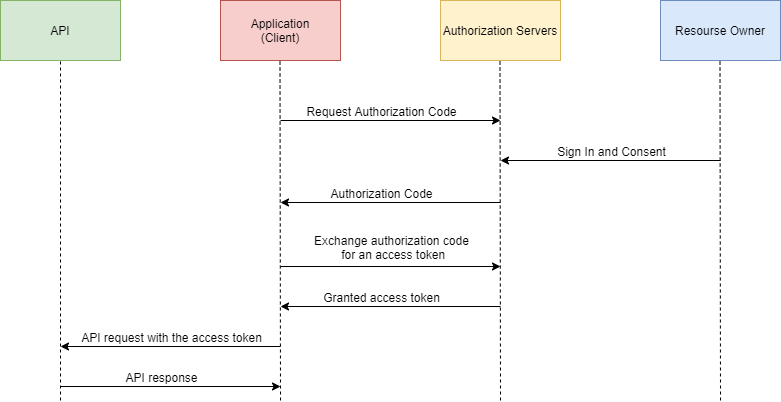 API
Application
(Client)
Authorization Servers
Resourse Owner
Request Authorization Code
Sign In and Consent
Authorization Code
Exchange authorization code
for an access token
Granted access token
API request with the access token
API response